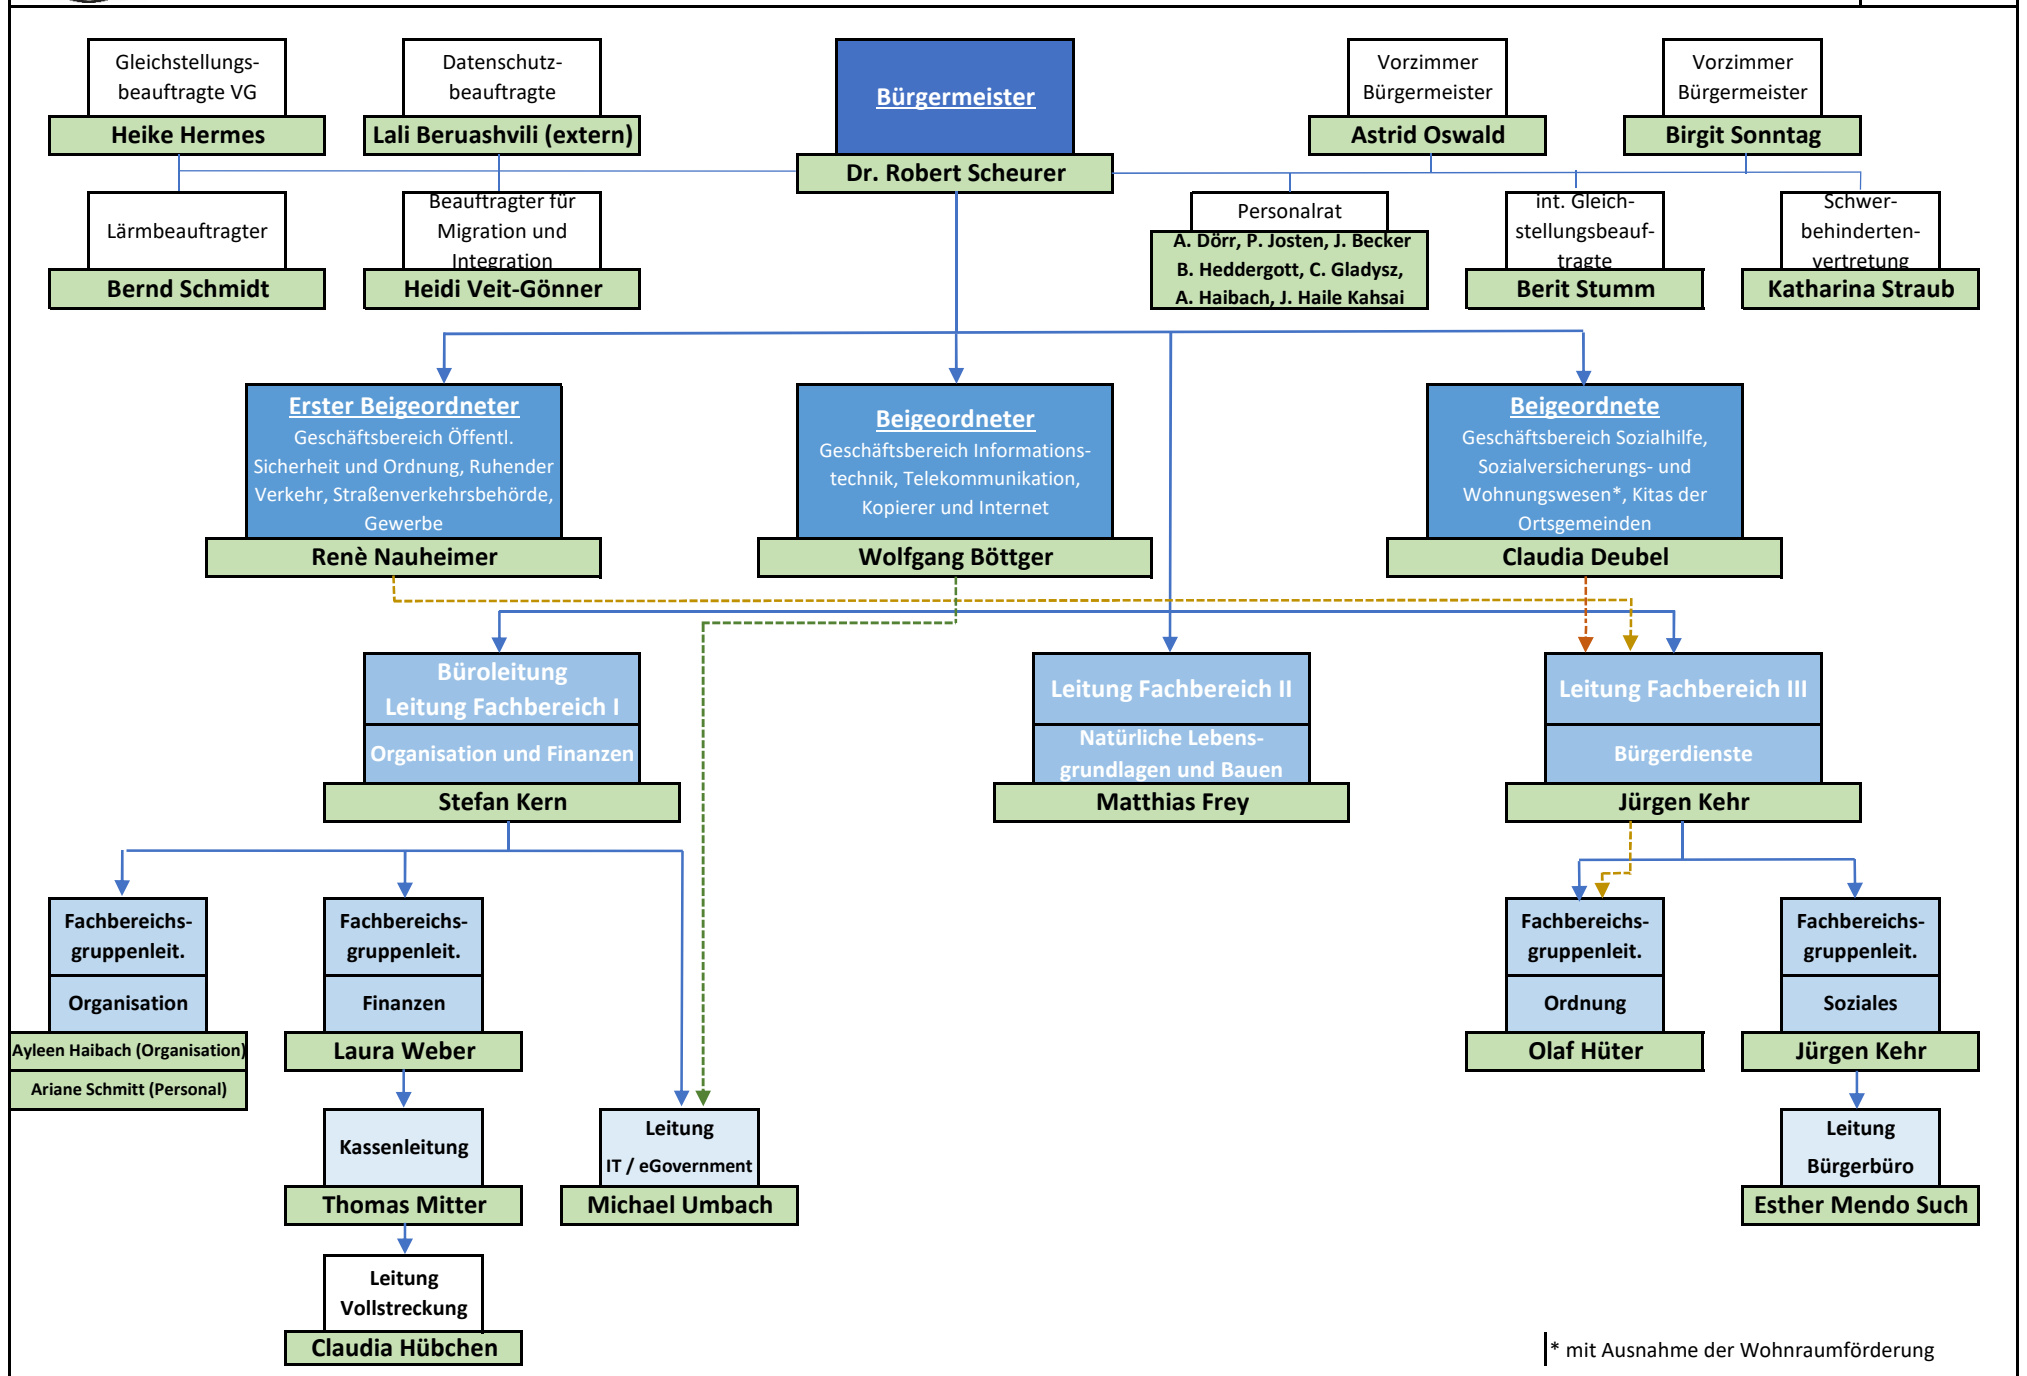 Gleichstellungs-
beauftragte VG
Heike Hermes
Datenschutz-
beauftragte
Lali Beruashvili (extern)
Bürgermeister
Dr. Robert Scheurer
Vorzimmer
Bürgermeister
Astrid Oswald
Vorzimmer
Bürgermeister
Birgit Sonntag
Lärmbeauftragter
Bernd Schmidt
Beauftragter für
Migration und
Integration
Heidi Veit-Gönner
Personalrat
A. Dörr, P. Josten, J. Becker
B. Heddergott, C. Gladysz,
A. Haibach, J. Haile Kahsai
int. Gleich-
stellungsbeauf-
tragte
Berit Stumm
Schwer-
behinderten-
vertretung
Katharina Straub
Erster Beigeordneter
Geschäftsbereich Öffentl.
Sicherheit und Ordnung, Ruhender
Verkehr, Straßenverkehrsbehörde,
Gewerbe
Renè Nauheimer
Beigeordneter
Geschäftsbereich Informations-
technik, Telekommunikation,
Kopierer und Internet
Wolfgang Böttger
Beigeordnete
Geschäftsbereich Sozialhilfe,
Sozialversicherungs- und
Wohnungswesen*, Kitas der
Ortsgemeinden
Claudia Deubel
Büroleitung
Leitung Fachbereich I
Organisation und Finanzen
Stefan Kern
Leitung Fachbereich II
Natürliche Lebens-
grundlagen und Bauen
Matthias Frey
Leitung Fachbereich III
Bürgerdienste
Jürgen Kehr
Fachbereichs-
gruppenleit.
Organisation
Ayleen Haibach (Organisation)
Ariane Schmitt (Personal)
Fachbereichs-
gruppenleit.
Finanzen
Laura Weber
Fachbereichs-
gruppenleit.
Ordnung
Olaf Hüter
Fachbereichs-
gruppenleit.
Soziales
Jürgen Kehr
Kassenleitung
Thomas Mitter
Leitung
IT / eGovernment
Michael Umbach
Leitung
Bürgerbüro
Esther Mendo Such
Leitung
Vollstreckung
Claudia Hübchen
* mit Ausnahme der Wohnraumförderung